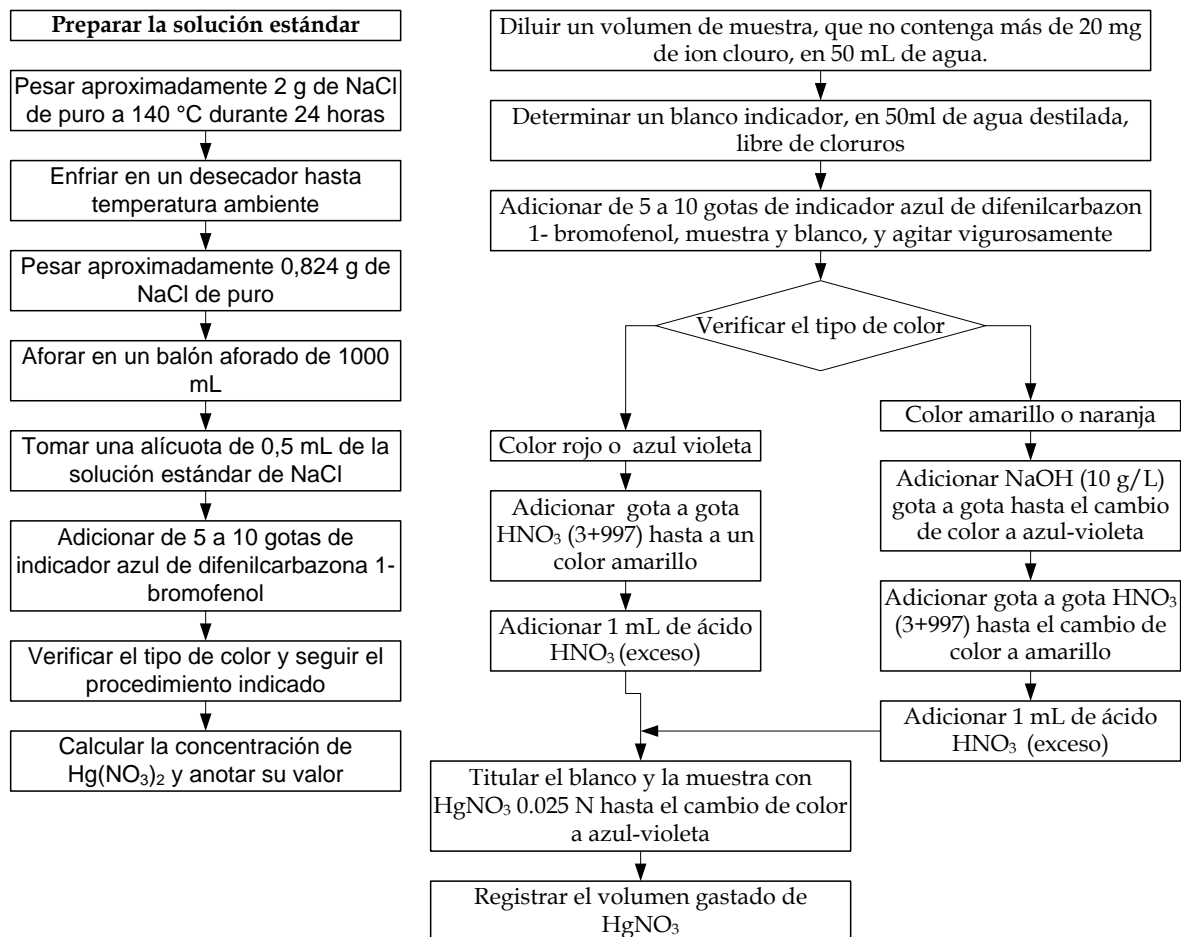 Preparar la solución estándar
Pesar aproximadamente 2 g de NaCl
de puro a 140 °C durante 24 horas
Enfriar en un desecador hasta
temperatura ambiente
Pesar aproximadamente 0,824 g de
NaCl de puro
Aforar en un balón aforado de 1000
mL
Tomar una alícuota de 0,5 mL de la
solución estándar de NaCl
Adicionar de 5 a 10 gotas de
indicador azul de difenilcarbazona 1-
bromofenol
Verificar el tipo de color y seguir el
procedimiento indicado
Calcular la concentración de
Hg(NO₃)₂ y anotar su valor
Diluir un volumen de muestra, que no contenga más de 20 mg
de ion clouro, en 50 mL de agua.
Determinar un blanco indicador, en 50ml de agua destilada,
libre de cloruros
Adicionar de 5 a 10 gotas de indicador azul de difenilcarbazon
1- bromofenol, muestra y blanco, y agitar vigurosamente
Verificar el tipo de color
Color rojo o azul violeta
Adicionar gota a gota
HNO₃ (3+997) hasta a un
color amarillo
Adicionar 1 mL de ácido
HNO₃ (exceso)
Color amarillo o naranja
Adicionar NaOH (10 g/L)
gota a gota hasta el cambio
de color a azul-violeta
Adicionar gota a gota HNO₃
(3+997) hasta el cambio de
color a amarillo
Adicionar 1 mL de ácido
HNO₃ (exceso)
Titular el blanco y la muestra con
HgNO₃ 0.025 N hasta el cambio de color
a azul-violeta
Registrar el volumen gastado de
HgNO₃